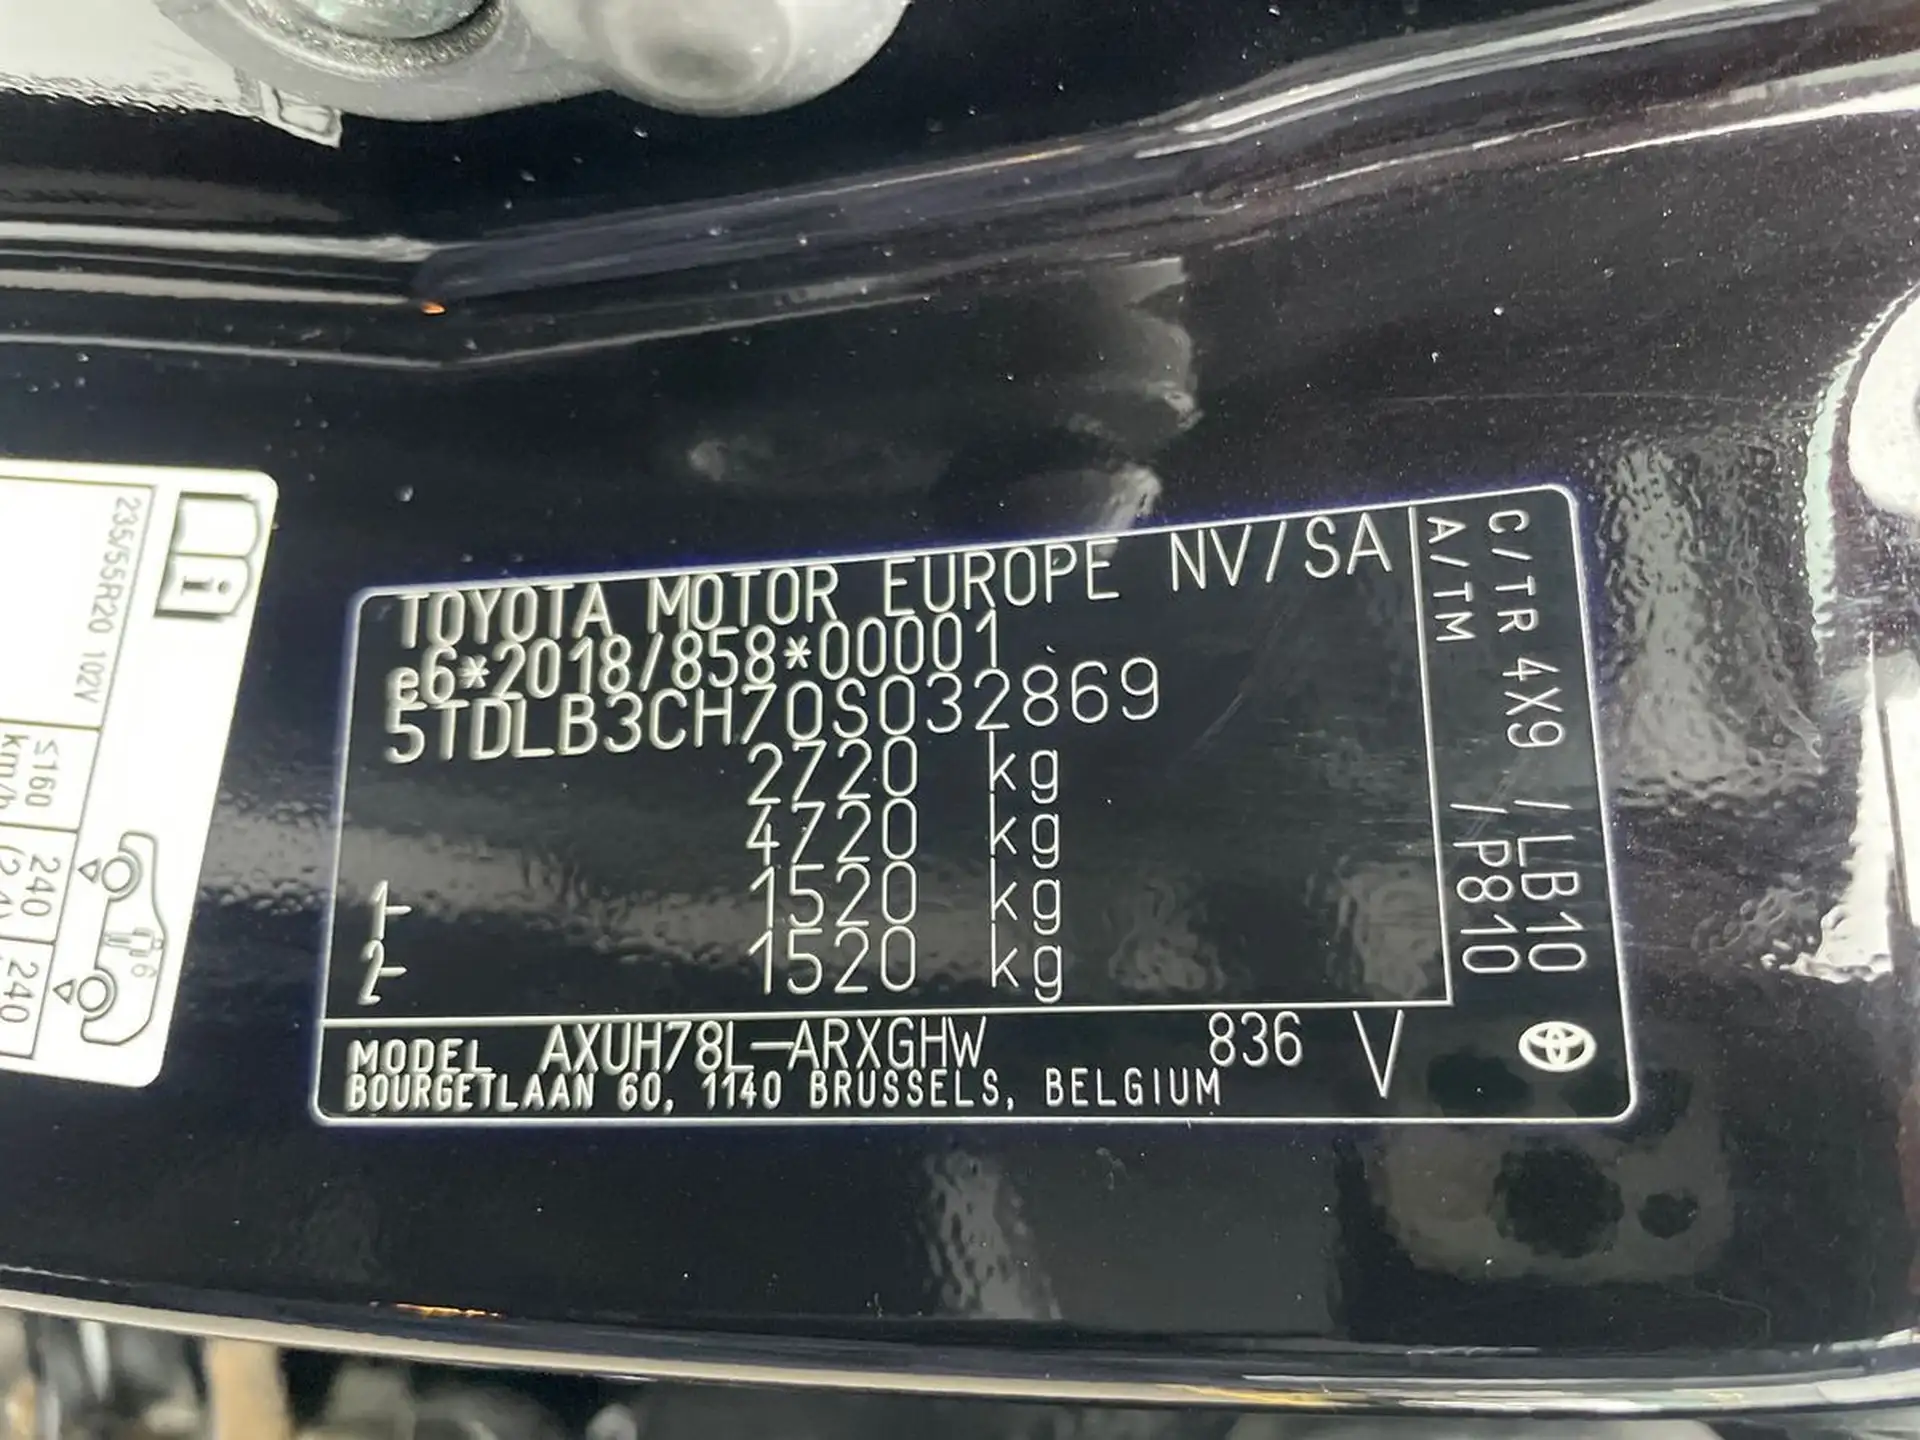 TOYOTA MOTOR EUROPE NV/SA
e6*2018/858*00001
5TDLB3CH70S032869
2720 kg
4720 kg
1- 1520 kg
2- 1520 kg
C/TR 4X9 /LB10
A/TM /P810
MODEL AXUH78L-ARXGHW 836 V
BOURGETLAAN 60, 1140 BRUSSELS, BELGIUM
235/55R20 102V
≤160 240 240
km/h
6